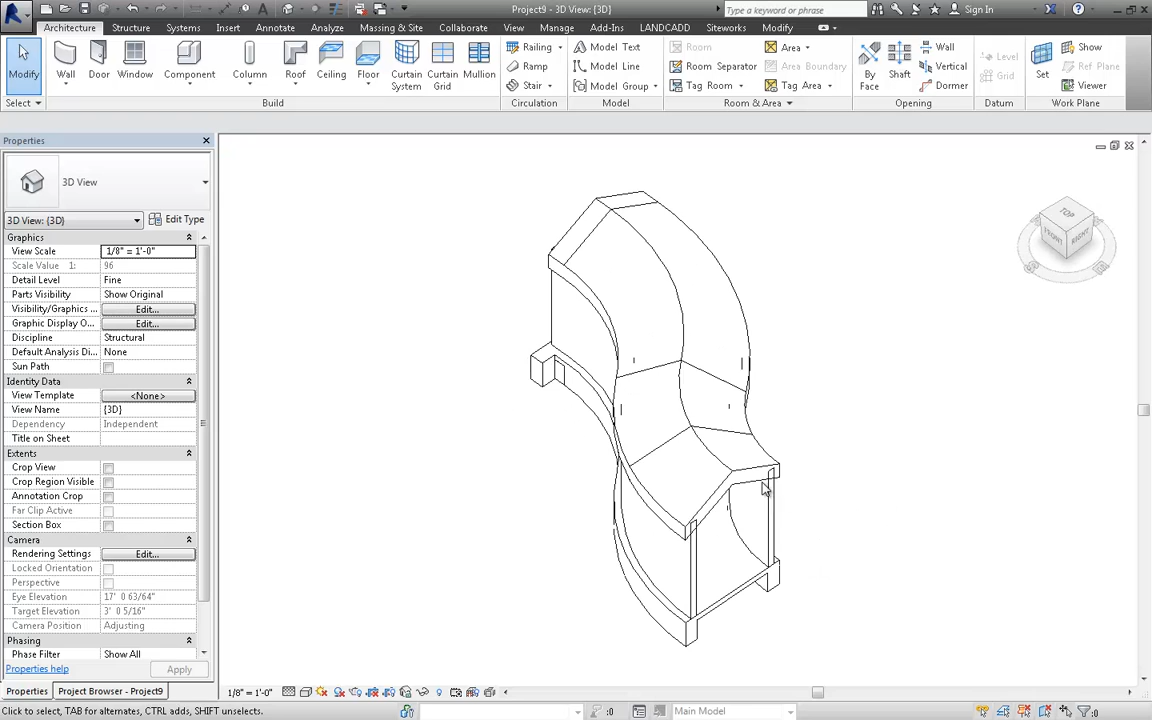 Project9 - 3D View: {3D}
Type a keyword or phrase
Sign In
Architecture Structure Systems Insert Annotate Analyze Massing & Site Collaborate View Manage Add-Ins LANDCADD Siteworks Modify
Modify Wall Door Window Component Column Roof Ceiling Floor Curtain System Curtain Grid Mullion
Railing Model Text Room Area By Face Shaft Wall Level Set Show
Ramp Model Line Room Separator Area Boundary Vertical Grid Ref Plane
Stair Model Group Tag Room Tag Area Dormer Viewer
Select Build Circulation Model Room & Area Opening Datum Work Plane
Properties
3D View
3D View: {3D} Edit Type
Graphics
View Scale 1/8" = 1'-0"
Scale Value 1: 96
Detail Level Fine
Parts Visibility Show Original
Visibility/Graphics ... Edit...
Graphic Display O... Edit...
Discipline Structural
Default Analysis Di... None
Sun Path
Identity Data
View Template <None>
View Name {3D}
Dependency Independent
Title on Sheet
Extents
Crop View
Crop Region Visible
Annotation Crop
Far Clip Active
Section Box
Camera
Rendering Settings Edit...
Locked Orientation
Perspective
Eye Elevation 17' 0 63/64"
Target Elevation 3' 0 5/16"
Camera Position Adjusting
Phasing
Phase Filter Show All
Properties help Apply
Properties Project Browser - Project9
TOP
FRONT RIGHT
1/8" = 1'-0"
Click to select, TAB for alternates, CTRL adds, SHIFT unselects.
:0 Main Model :0